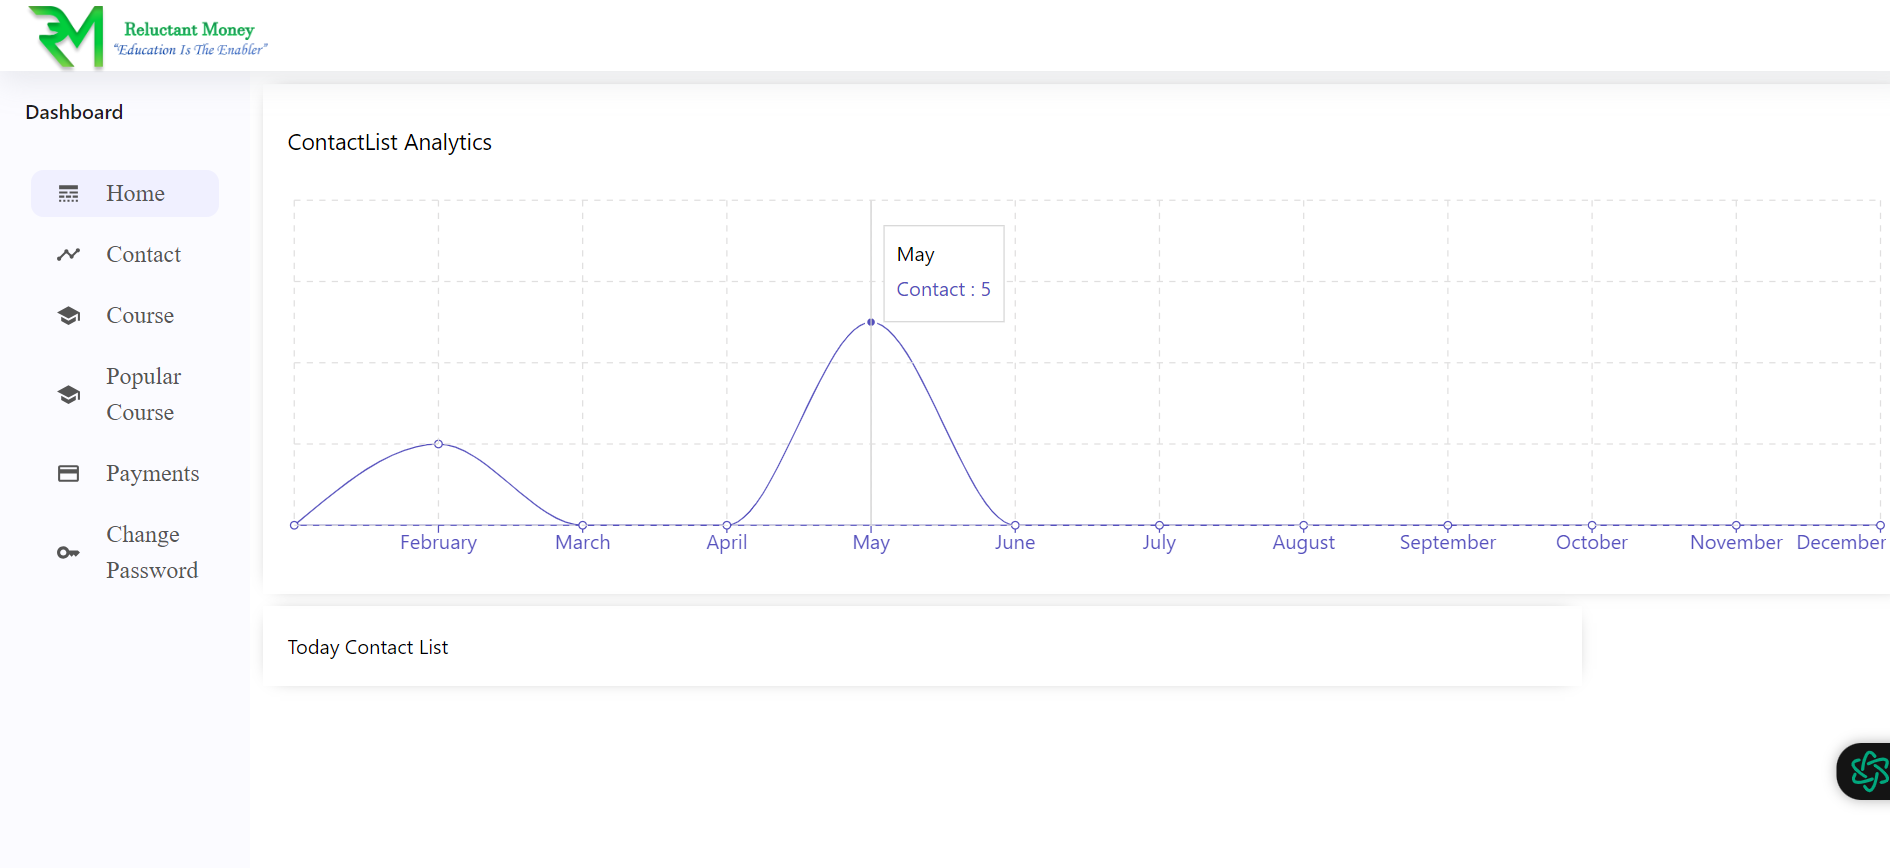 Reluctant Money
“Education Is The Enabler”
Dashboard
Home
Contact
Course
Popular
Course
Payments
Change
Password
ContactList Analytics
May
Contact : 5
February March April May June July August September October November December
Today Contact List